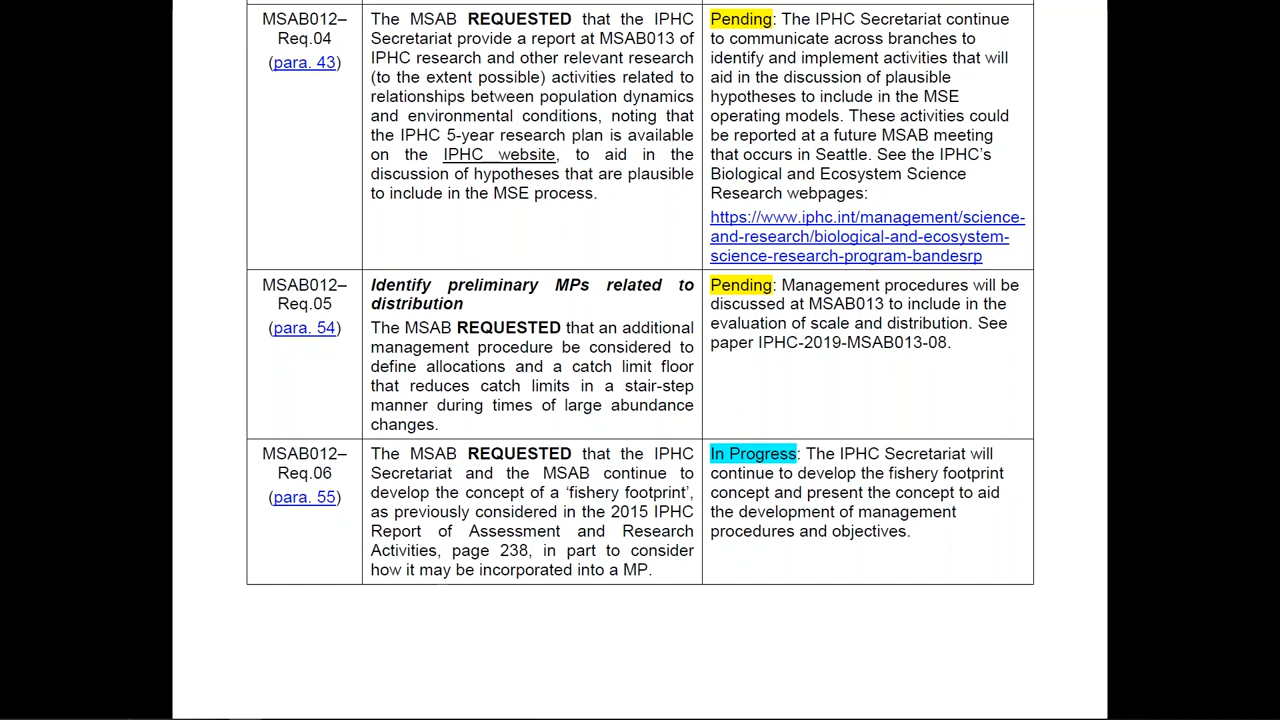 MSAB012–
Req.04
(para. 43)
The MSAB REQUESTED that the IPHC
Secretariat provide a report at MSAB013 of
IPHC research and other relevant research
(to the extent possible) activities related to
relationships between population dynamics
and environmental conditions, noting that
the IPHC 5-year research plan is available
on the IPHC website, to aid in the
discussion of hypotheses that are plausible
to include in the MSE process.
Pending: The IPHC Secretariat continue
to communicate across branches to
identify and implement activities that will
aid in the discussion of plausible
hypotheses to include in the MSE
operating models. These activities could
be reported at a future MSAB meeting
that occurs in Seattle. See the IPHC’s
Biological and Ecosystem Science
Research webpages:
https://www.iphc.int/management/science-
and-research/biological-and-ecosystem-
science-research-program-bandesrp
MSAB012–
Req.05
(para. 54)
Identify preliminary MPs related to
distribution
The MSAB REQUESTED that an additional
management procedure be considered to
define allocations and a catch limit floor
that reduces catch limits in a stair-step
manner during times of large abundance
changes.
Pending: Management procedures will be
discussed at MSAB013 to include in the
evaluation of scale and distribution. See
paper IPHC-2019-MSAB013-08.
MSAB012–
Req.06
(para. 55)
The MSAB REQUESTED that the IPHC
Secretariat and the MSAB continue to
develop the concept of a ‘fishery footprint’,
as previously considered in the 2015 IPHC
Report of Assessment and Research
Activities, page 238, in part to consider
how it may be incorporated into a MP.
In Progress: The IPHC Secretariat will
continue to develop the fishery footprint
concept and present the concept to aid
the development of management
procedures and objectives.